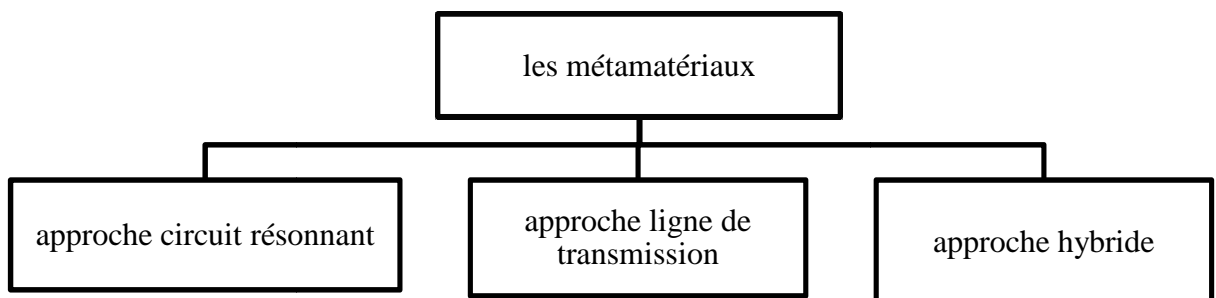 les métamatériaux
approche circuit résonnant
approche ligne de
transmission
approche hybride